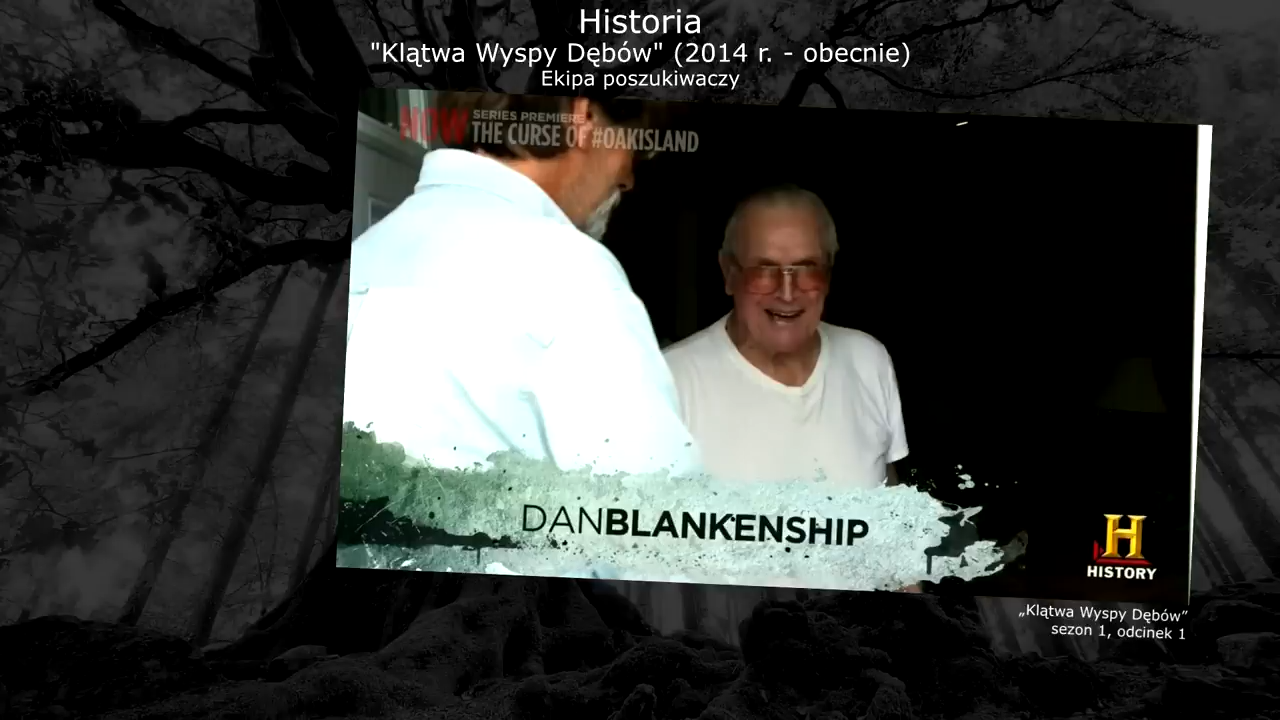 Historia
"Klątwa Wyspy Dębów" (2014 r. - obecnie)
Ekipa poszukiwaczy
NOW SERIES PREMIERE
THE CURSE OF #OAKISLAND
DANBLANKENSHIP
H
HISTORY
„Klątwa Wyspy Dębów”
sezon 1, odcinek 1